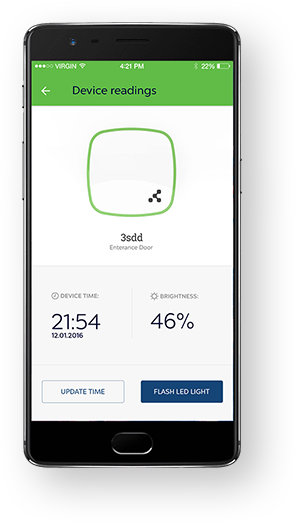 VIRGIN 4:21 PM 22%
Device readings
3sdd
Enterance Door
DEVICE TIME: BRIGHTNESS:
21:54 46%
12.01.2016
UPDATE TIME FLASH LED LIGHT